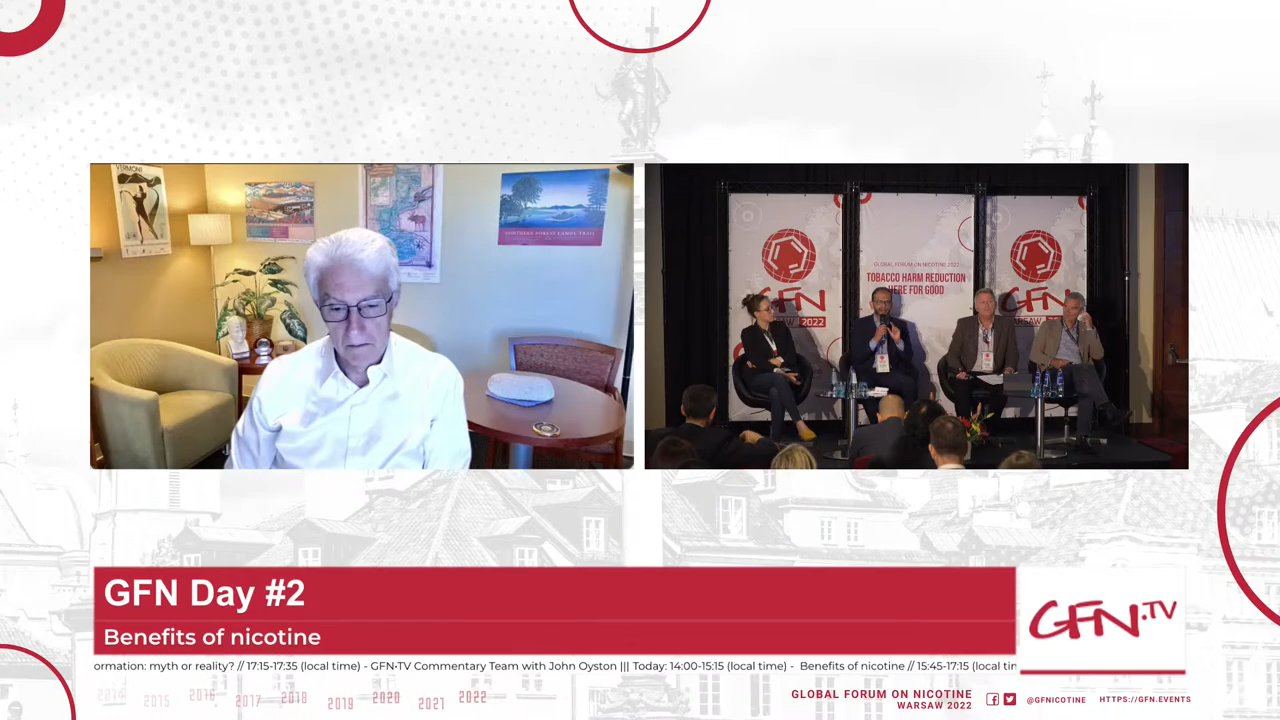 VERMONT
NORTHERN FOREST CANOE TRAIL
GLOBAL FORUM ON NICOTINE 2022
TOBACCO HARM REDUCTION
HERE FOR GOOD
GFN
WARSAW 2022
GFN
WARSAW 2022
GFN Day #2
Benefits of nicotine
GFN.TV
ormation: myth or reality? // 17:15-17:35 (local time) - GFN•TV Commentary Team with John Oyston ||| Today: 14:00-15:15 (local time) - Benefits of nicotine // 15:45-17:15 (local tin
2014 2015 2016 2017 2018 2019 2020 2021 2022
GLOBAL FORUM ON NICOTINE
WARSAW 2022
@GFNICOTINE
HTTPS://GFN.EVENTS